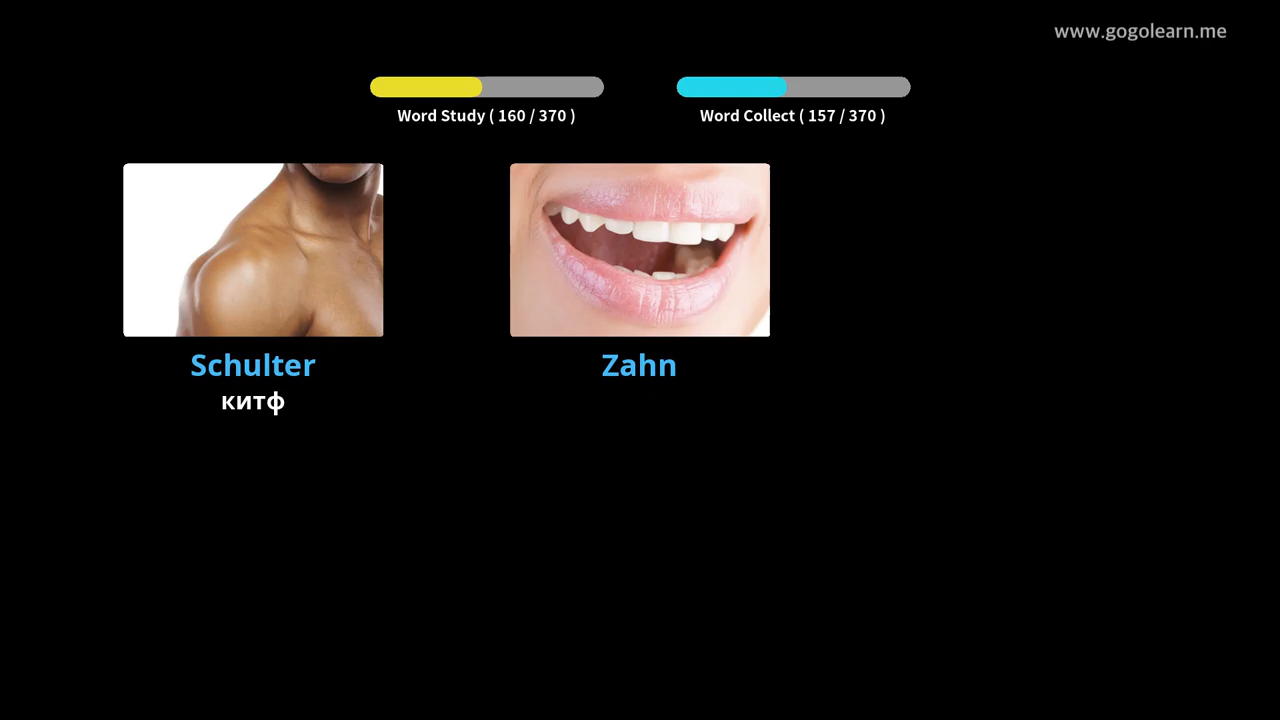 www.gogolearn.me
Word Study ( 160 / 370 )
Word Collect ( 157 / 370 )
Schulter
китф
Zahn